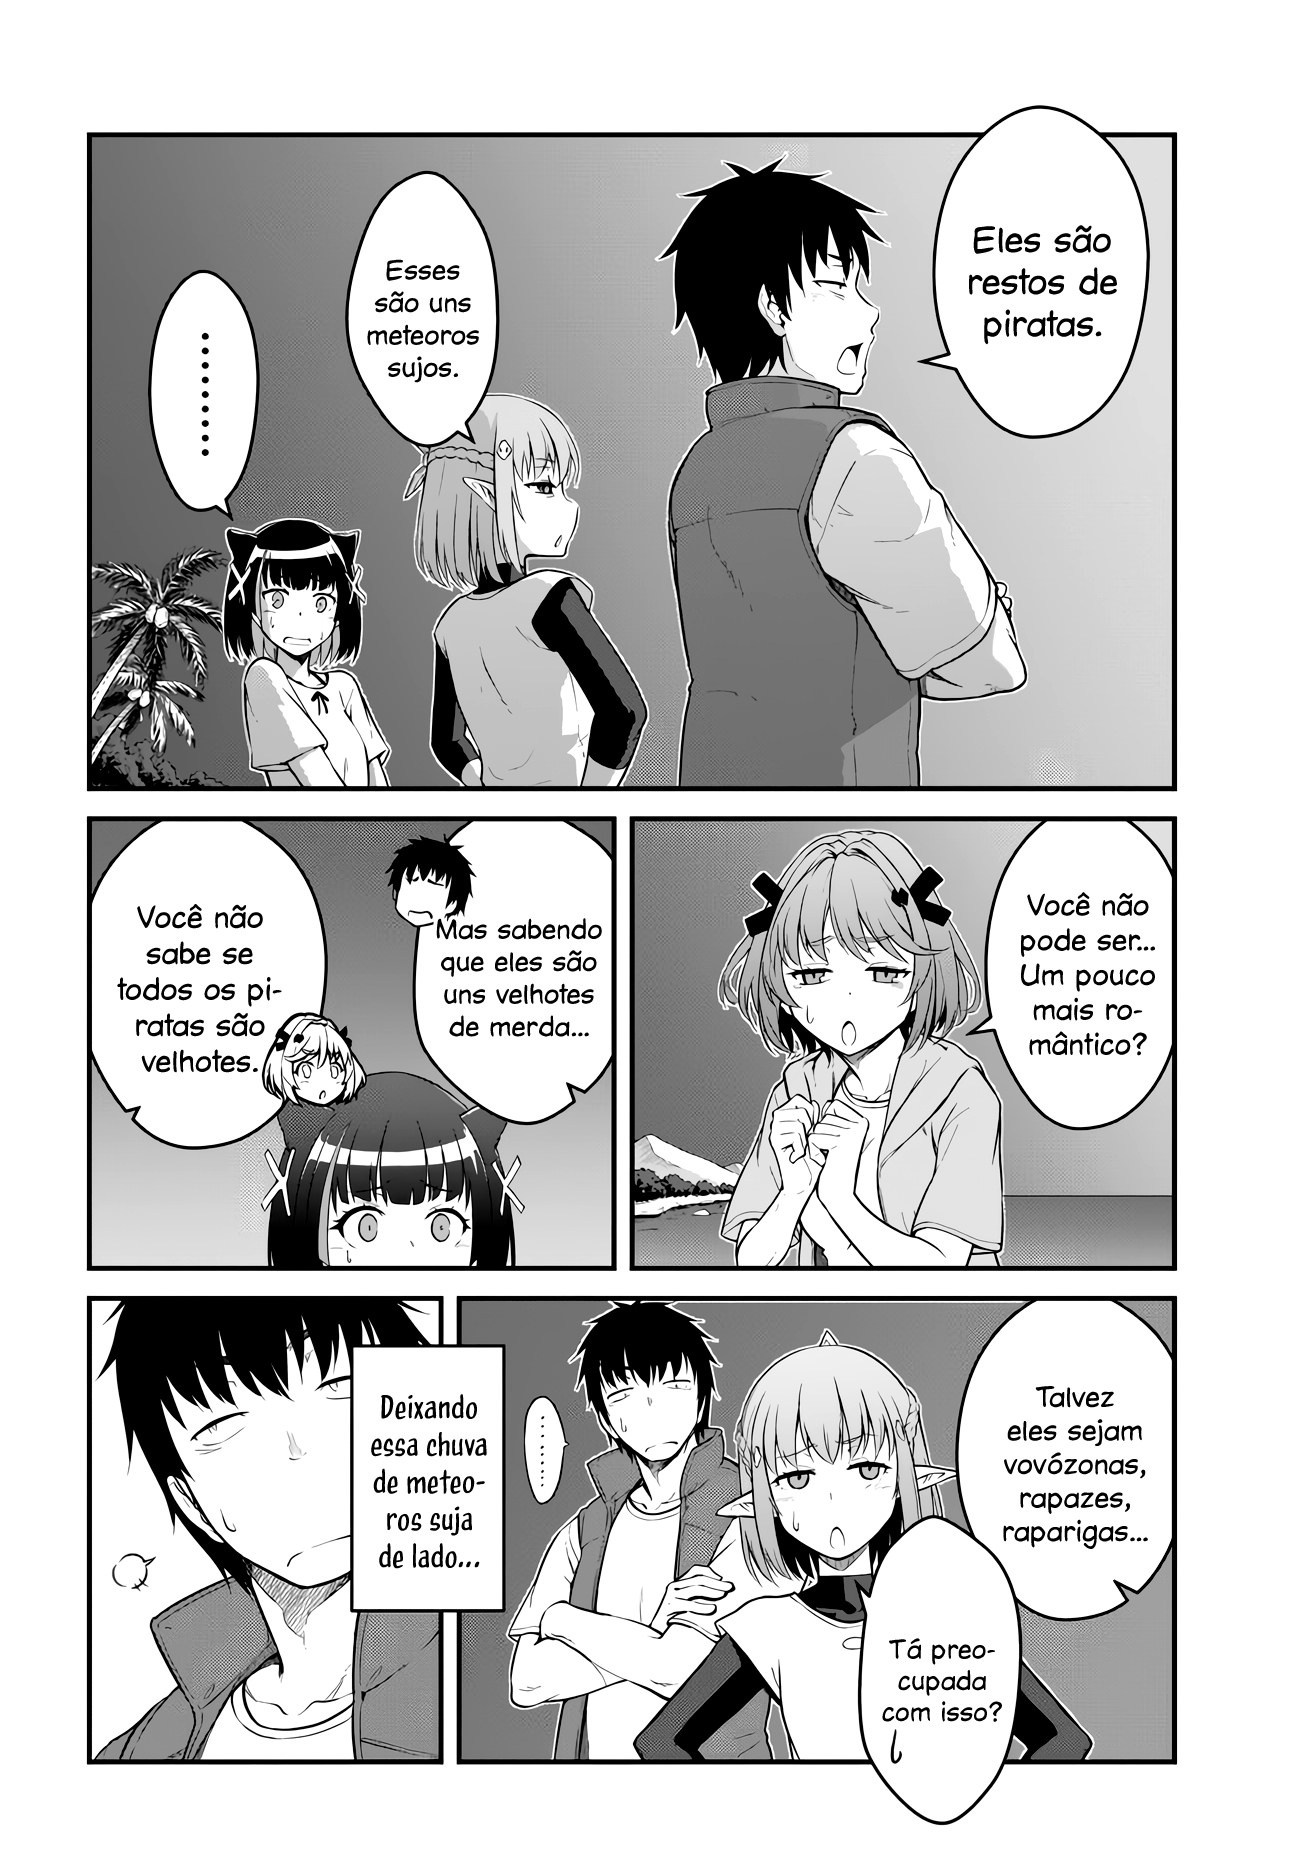 Eles são
restos de
piratas.
Esses
são uns
meteoros
sujos.
........
Você não
pode ser...
Um pouco
mais ro-
mântico?
Mas sabendo
que eles são
uns velhotes
de merda...
Você não
sabe se
todos os pi-
ratas são
velhotes.
Talvez
eles sejam
vovózonas,
rapazes,
raparigas...
Tá preo-
cupada
com isso?
......
Deixando
essa chuva
de meteo-
ros suja
de lado...